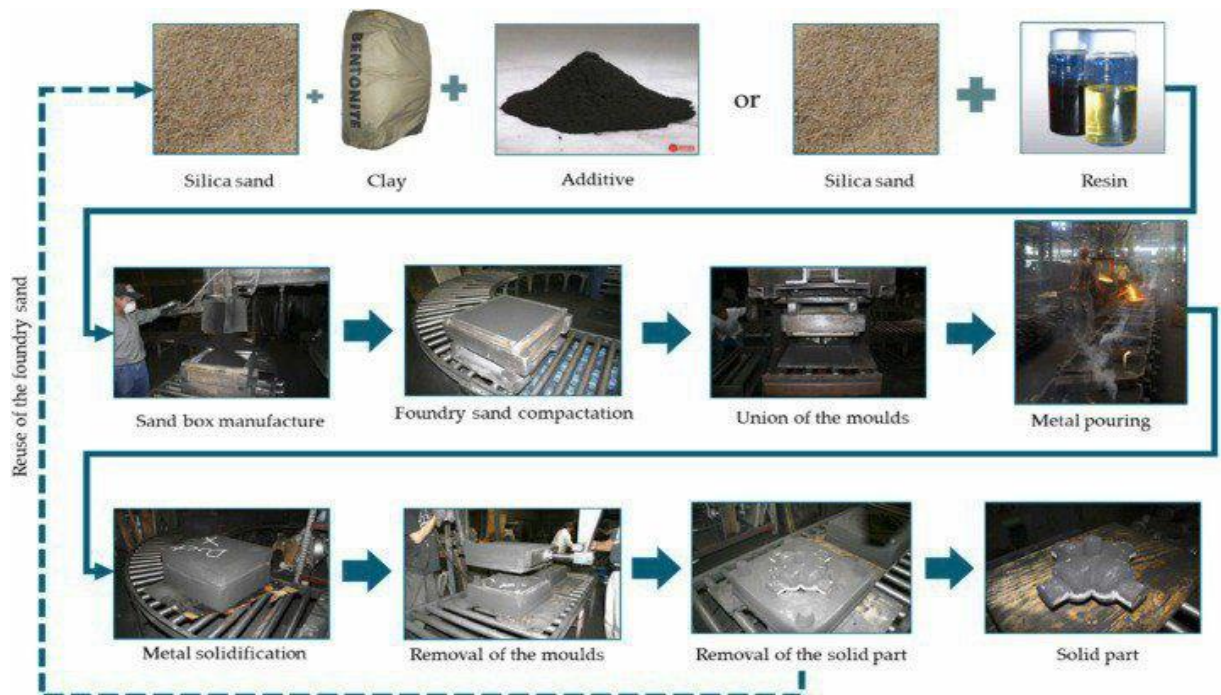 BENTONITE
or
Silica sand
Clay
Additive
Silica sand
Resin
Reuse of the foundry sand
Sand box manufacture
Foundry sand compactation
Union of the moulds
Metal pouring
Metal solidification
Removal of the moulds
Removal of the solid part
Solid part